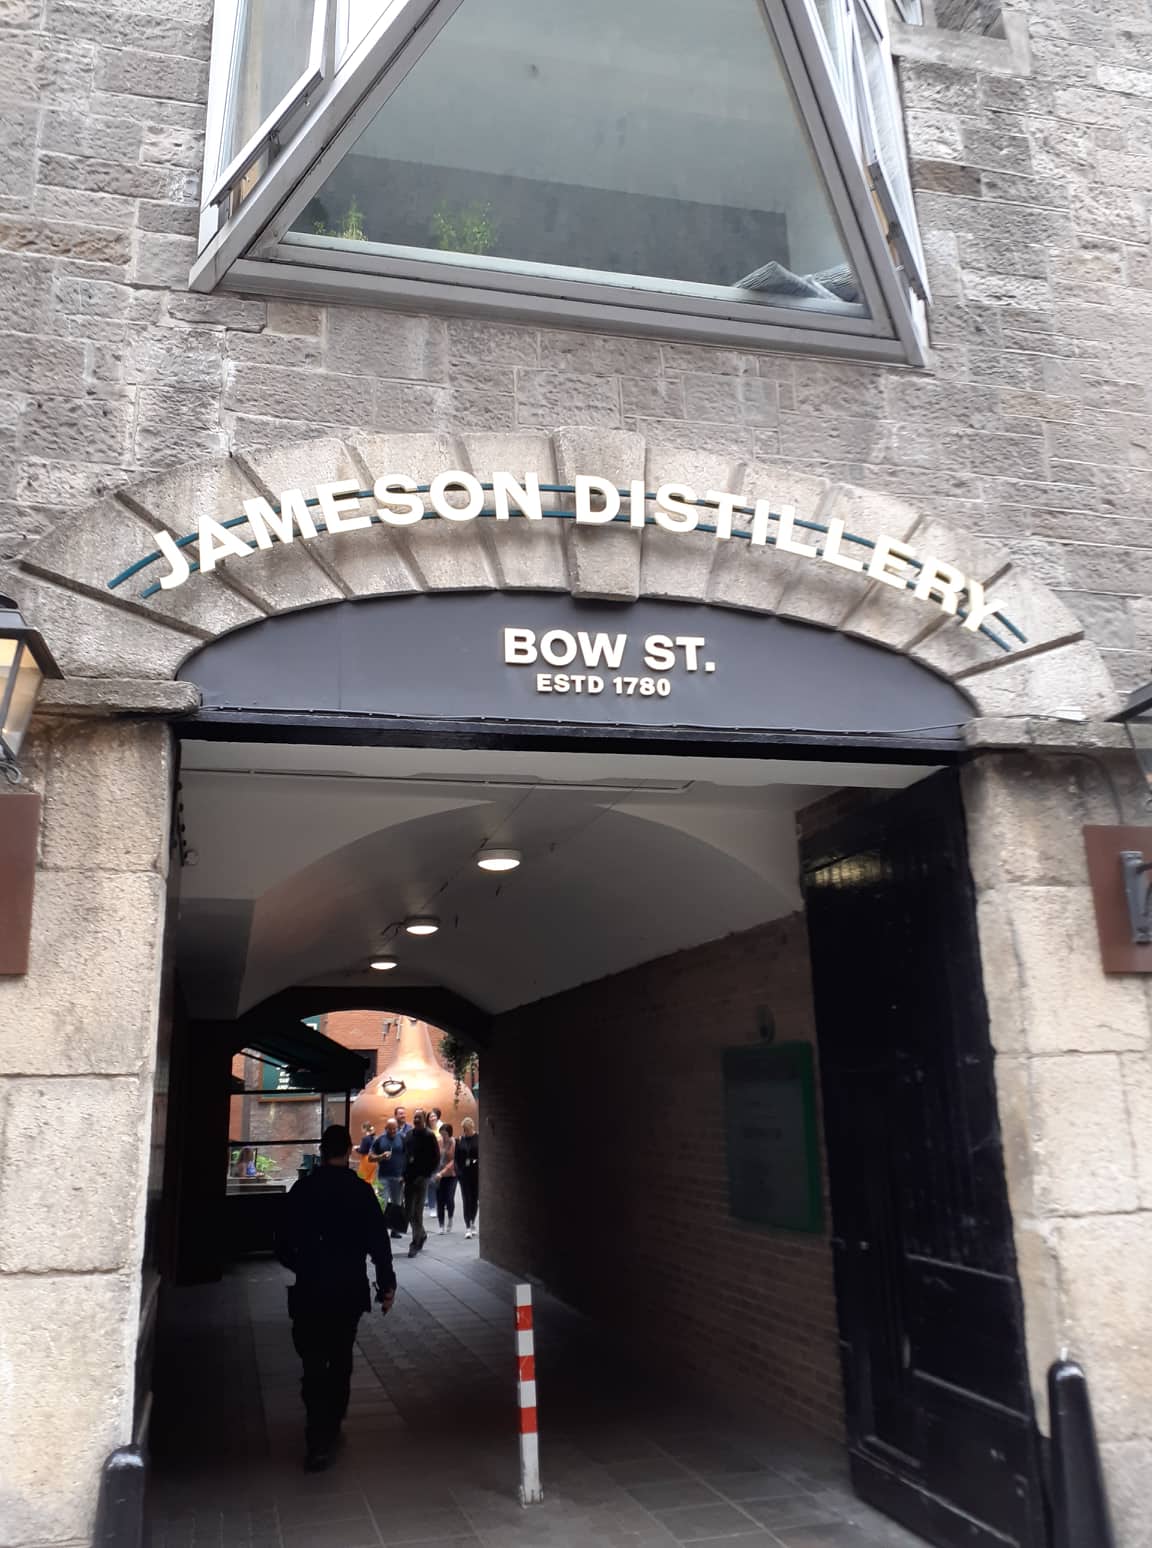 JAMESON DISTILLERY
BOW ST.
ESTD 1780